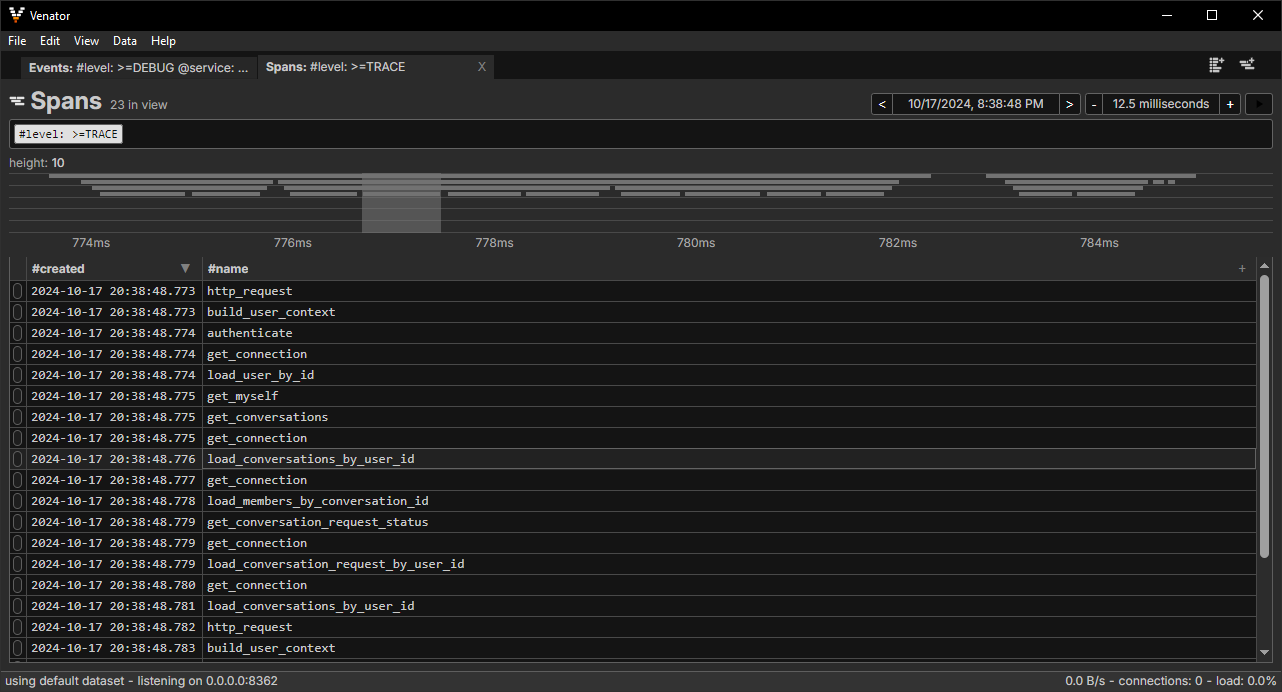 Venator
File Edit View Data Help
Events: #level: >=DEBUG @service: ... Spans: #level: >=TRACE X
Spans 23 in view < 10/17/2024, 8:38:48 PM > - 12.5 milliseconds +
#level: >=TRACE
height: 10
774ms 776ms 778ms 780ms 782ms 784ms
#created #name +
2024-10-17 20:38:48.773 http_request
2024-10-17 20:38:48.773 build_user_context
2024-10-17 20:38:48.774 authenticate
2024-10-17 20:38:48.774 get_connection
2024-10-17 20:38:48.774 load_user_by_id
2024-10-17 20:38:48.775 get_myself
2024-10-17 20:38:48.775 get_conversations
2024-10-17 20:38:48.775 get_connection
2024-10-17 20:38:48.776 load_conversations_by_user_id
2024-10-17 20:38:48.777 get_connection
2024-10-17 20:38:48.778 load_members_by_conversation_id
2024-10-17 20:38:48.779 get_conversation_request_status
2024-10-17 20:38:48.779 get_connection
2024-10-17 20:38:48.779 load_conversation_request_by_user_id
2024-10-17 20:38:48.780 get_connection
2024-10-17 20:38:48.781 load_conversations_by_user_id
2024-10-17 20:38:48.782 http_request
2024-10-17 20:38:48.783 build_user_context
using default dataset - listening on 0.0.0.0:8362 0.0 B/s - connections: 0 - load: 0.0%